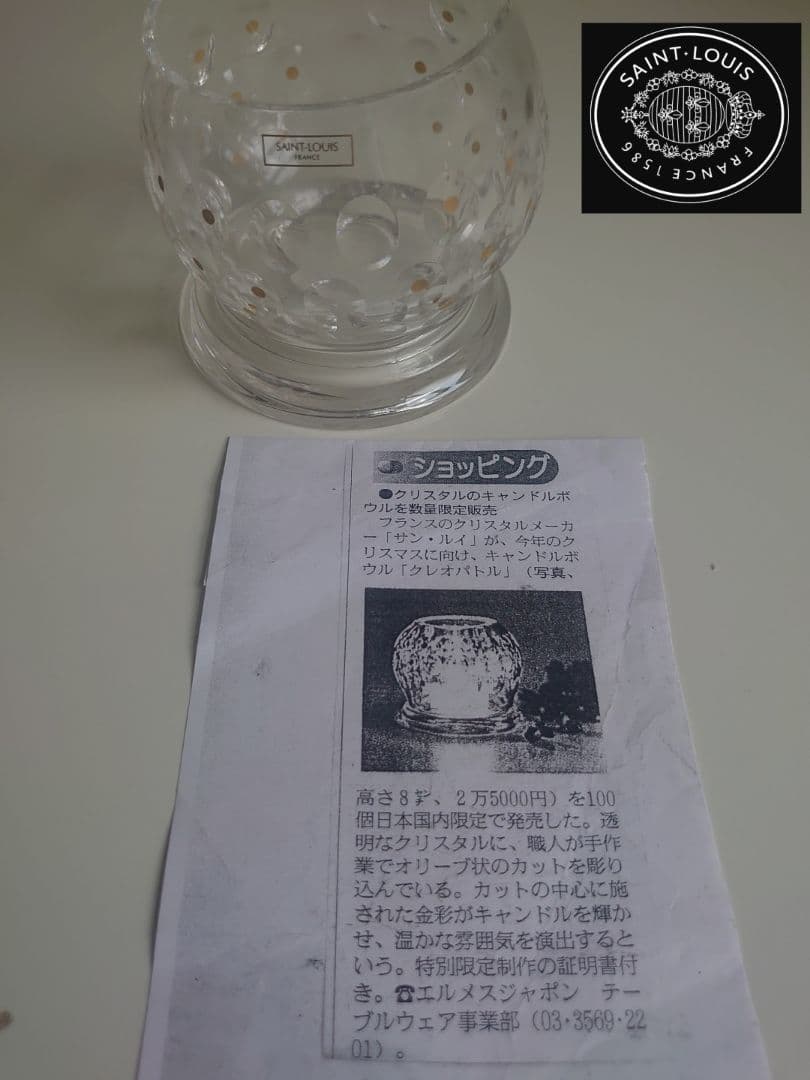 SAINT-LOUIS
FRANCE
SAINT·LOUIS
FRANCE 1586
ショッピング
●クリスタルのキャンドルボ
ウルを数量限定販売
フランスのクリスタルメーカ
ー「サン・ルイ」が、今年のク
リスマスに向け、キャンドルボ
ウル「クレオパトル」（写真、
高さ8㌢、2万5000円）を100
個日本国内限定で発売した。透
明なクリスタルに、職人が手作
業でオリーブ状のカットを彫り
込んでいる。カットの中心に施
された金彩がキャンドルを輝か
せ、温かな雰囲気を演出すると
いう。特別限定制作の証明書付
き。☎エルメスジャポン　テー
ブルウェア事業部（03・3569・22
01）。